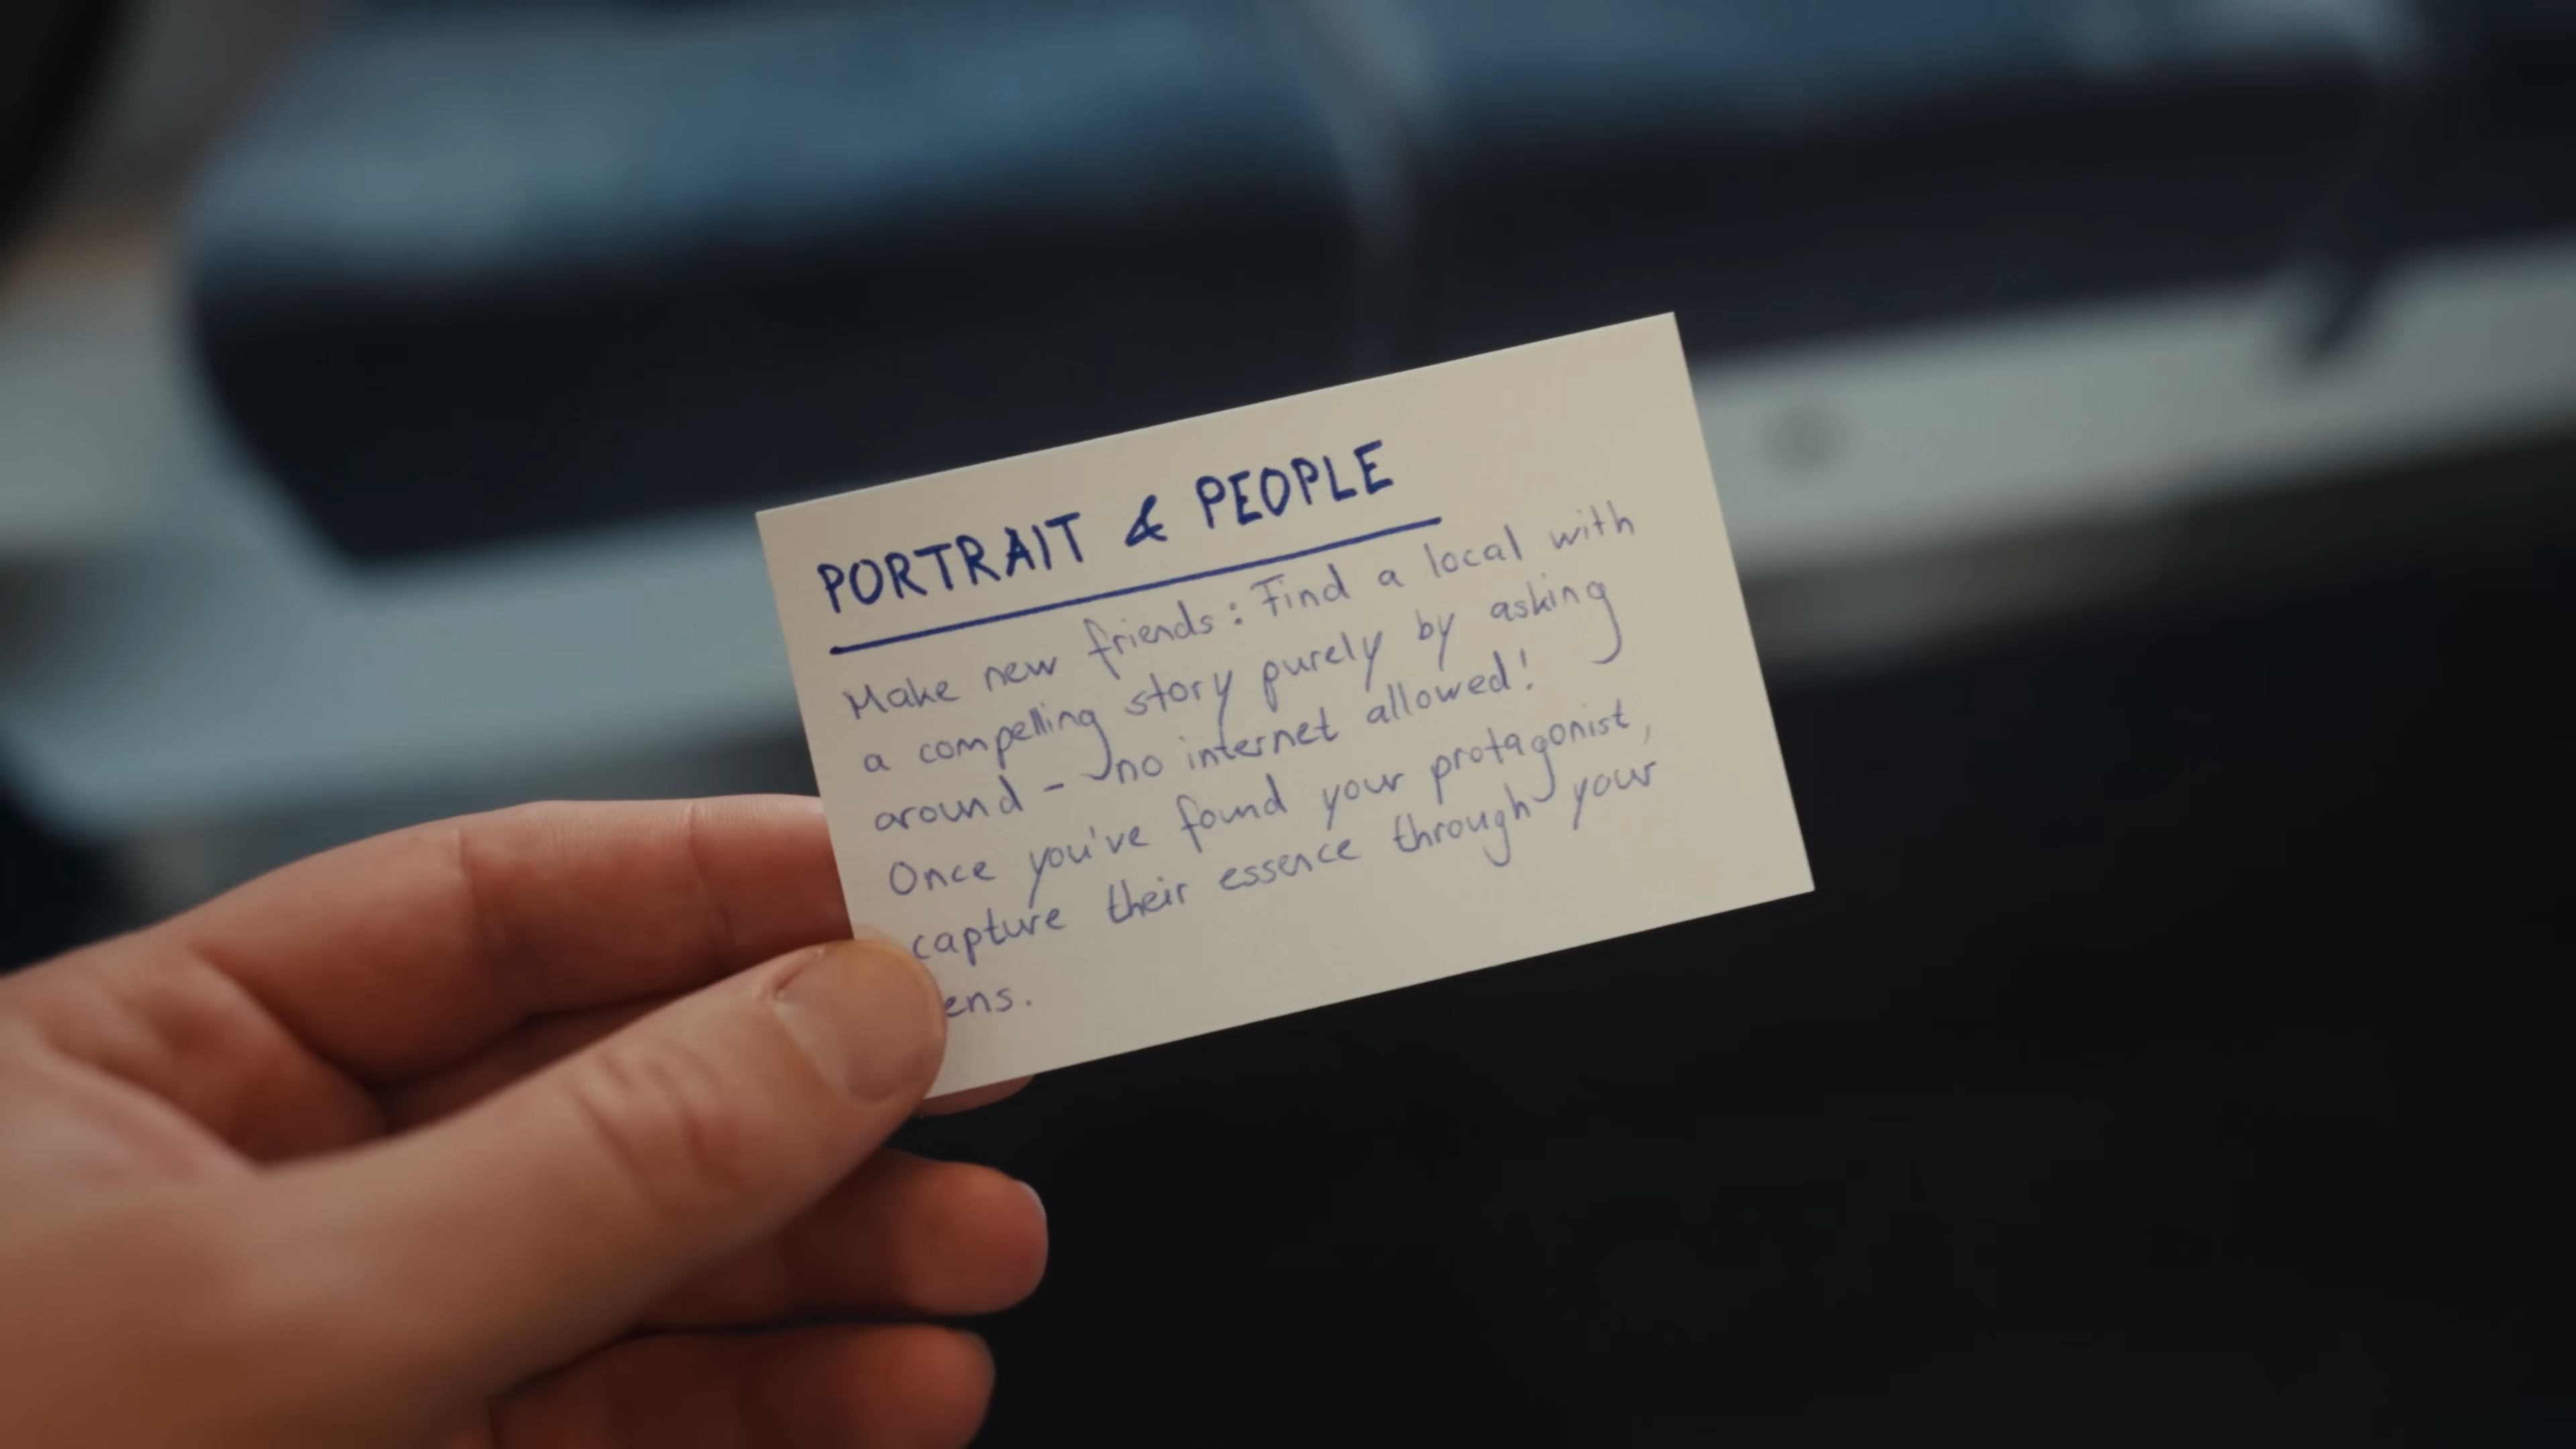 PORTRAIT & PEOPLE
Make new friends: Find a local with
a compelling story purely by asking
around - no internet allowed!
Once you've found your protagonist,
capture their essence through your
ens.